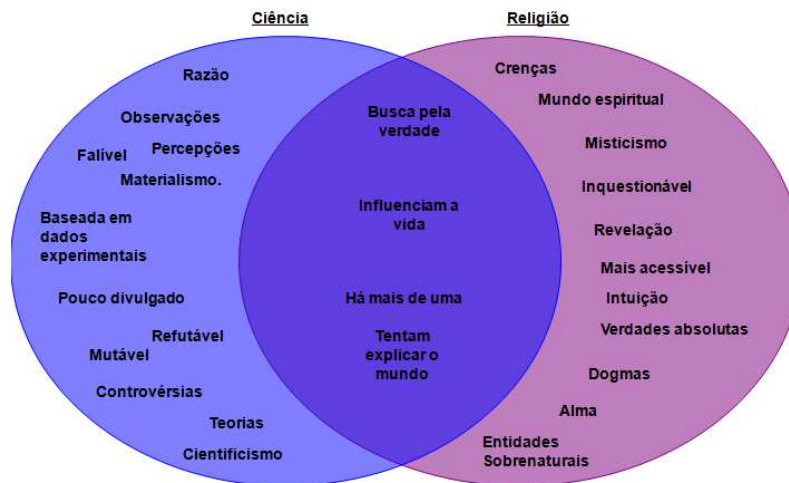 Ciência
Religião
Razão
Observações
Percepções
Falível
Materialismo.
Baseada em
dados
experimentais
Pouco divulgado
Refutável
Mutável
Controvérsias
Teorias
Cientificismo
Busca pela
verdade
Influenciam a
vida
Há mais de uma
Tentam
explicar o
mundo
Crenças
Mundo espiritual
Misticismo
Inquestionável
Revelação
Mais acessível
Intuição
Verdades absolutas
Dogmas
Alma
Entidades
Sobrenaturais